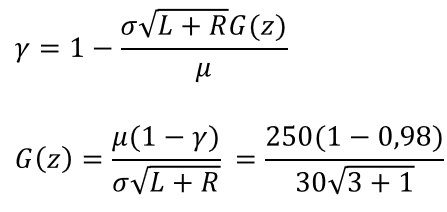 γ = 1 − σ√(L + R)G(z) / μ
G(z) = μ(1 − γ) / σ√(L + R) = 250(1 − 0,98) / 30√(3 + 1)